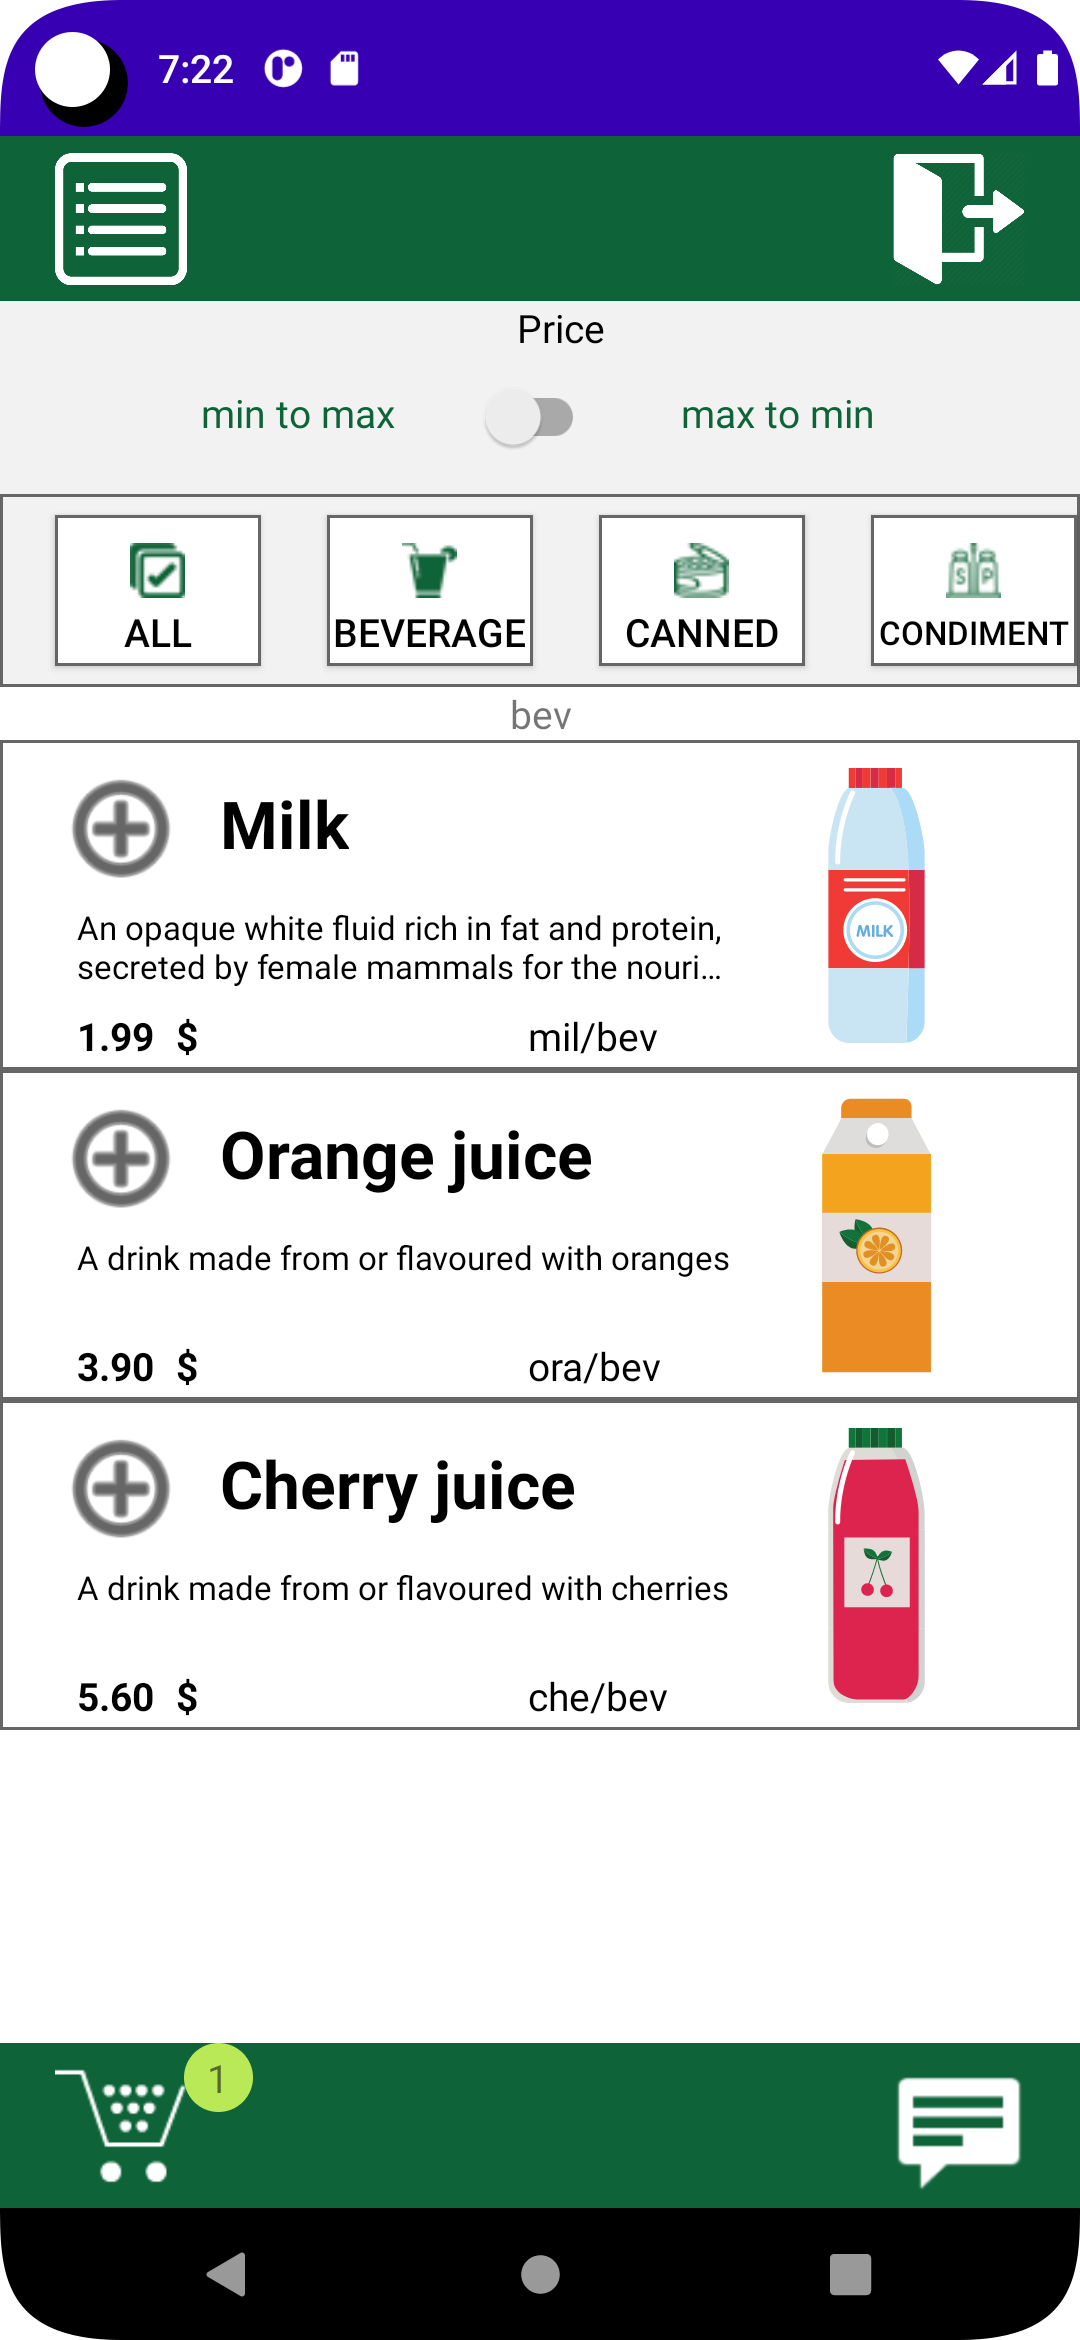 7:22
Price
min to max
max to min
ALL
BEVERAGE
CANNED
CONDIMENT
bev
Milk
An opaque white fluid rich in fat and protein,
secreted by female mammals for the nouri...
1.99 $
mil/bev
MILK
Orange juice
A drink made from or flavoured with oranges
3.90 $
ora/bev
Cherry juice
A drink made from or flavoured with cherries
5.60 $
che/bev
1